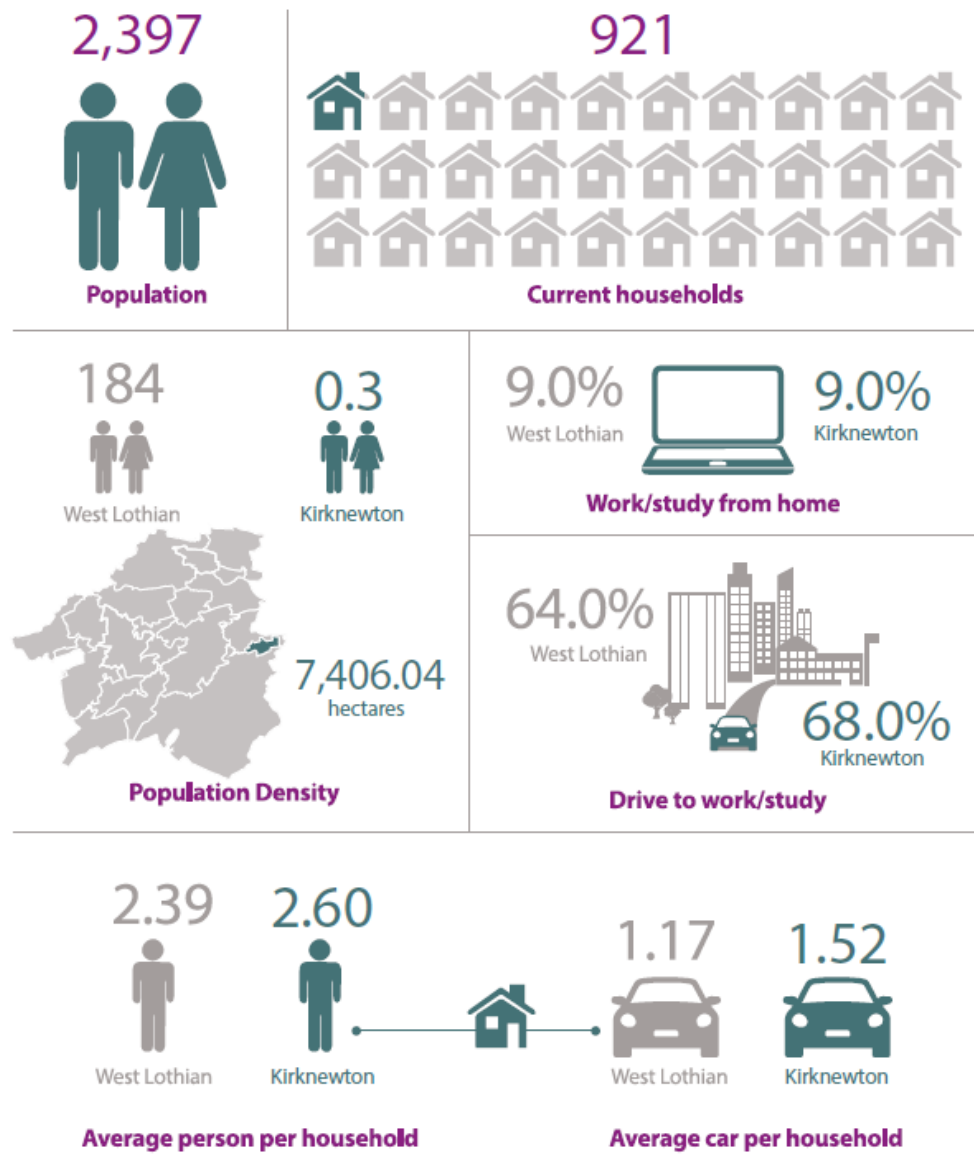 2,397
Population
921
Current households
184
West Lothian
0.3
Kirknewton
7,406.04
hectares
Population Density
9.0%
West Lothian
9.0%
Kirknewton
Work/study from home
64.0%
West Lothian
68.0%
Kirknewton
Drive to work/study
2.39
West Lothian
2.60
Kirknewton
Average person per household
1.17
West Lothian
1.52
Kirknewton
Average car per household